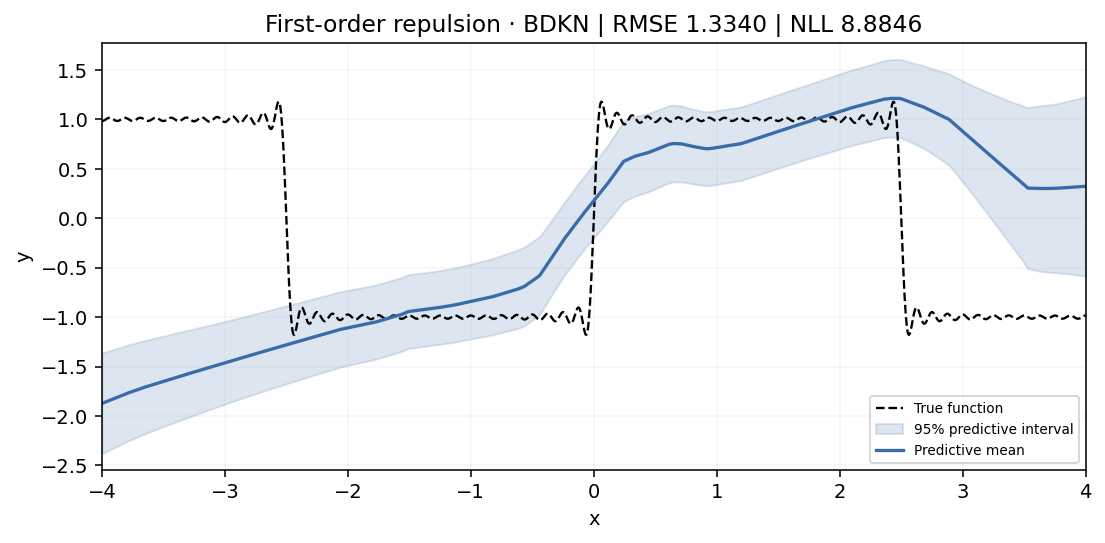 First-order repulsion · BDKN | RMSE 1.3340 | NLL 8.8846
y
1.5
1.0
0.5
0.0
−0.5
−1.0
−1.5
−2.0
−2.5
True function
95% predictive interval
Predictive mean
−4 −3 −2 −1 0 1 2 3 4
x